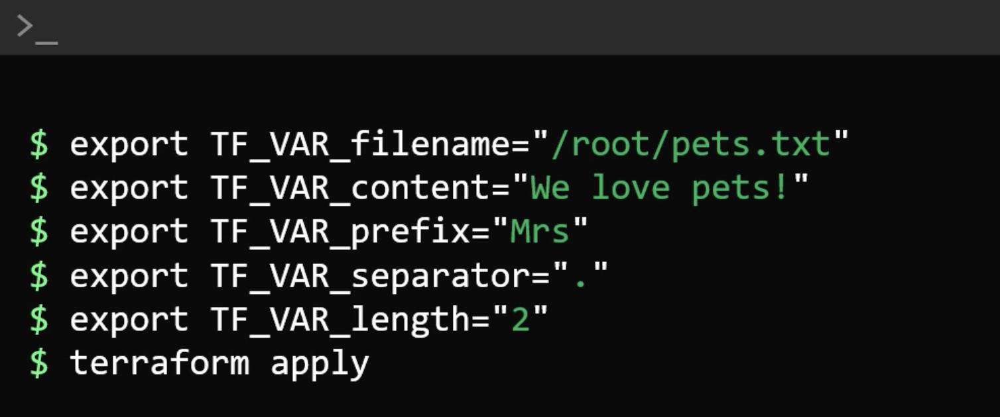 >_
$ export TF_VAR_filename="/root/pets.txt"
$ export TF_VAR_content="We love pets!"
$ export TF_VAR_prefix="Mrs"
$ export TF_VAR_separator="."
$ export TF_VAR_length="2"
$ terraform apply